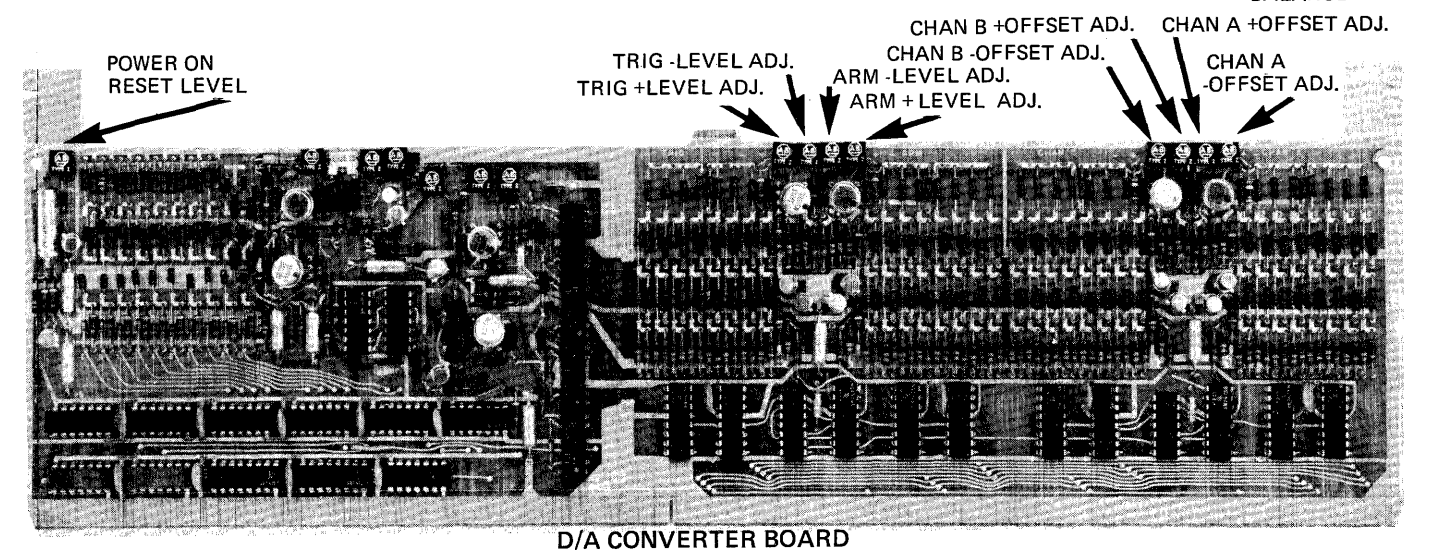 CHAN B +OFFSET ADJ.
CHAN A +OFFSET ADJ.
POWER ON
RESET LEVEL
TRIG -LEVEL ADJ.
CHAN B -OFFSET ADJ.
CHAN A
-OFFSET ADJ.
TRIG +LEVEL ADJ.
ARM -LEVEL ADJ.
ARM + LEVEL ADJ.
D/A CONVERTER BOARD